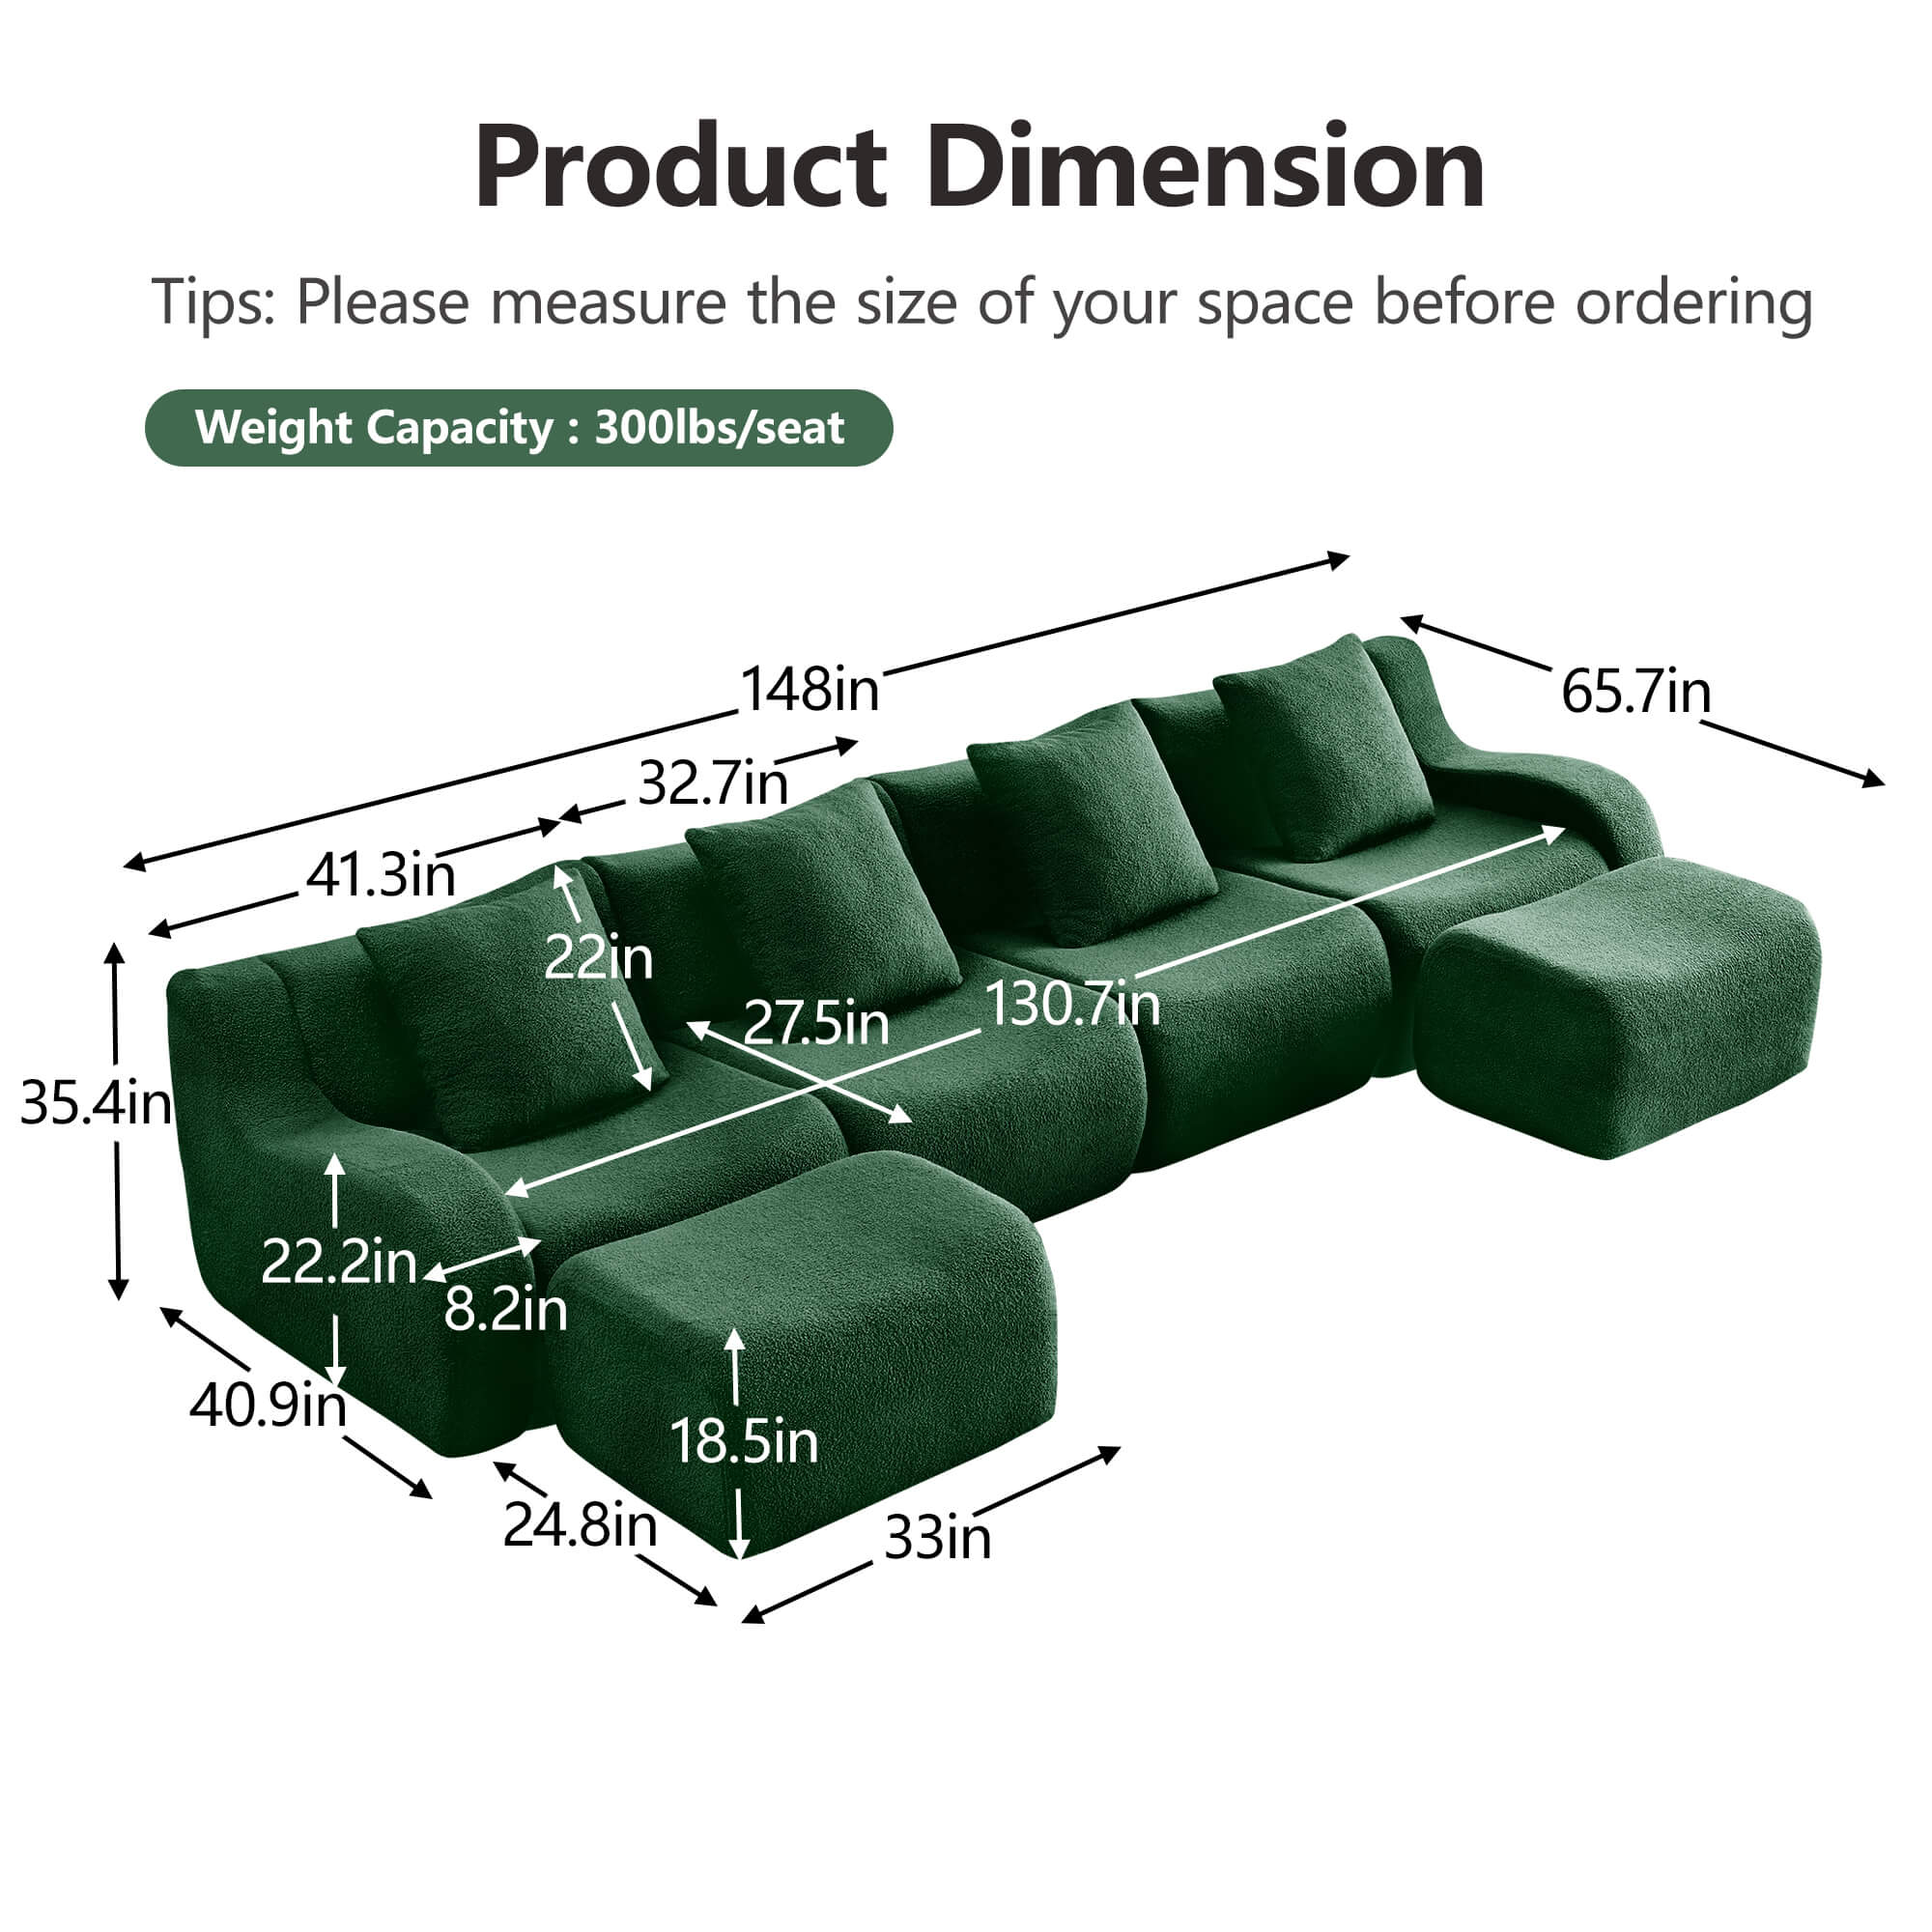 Product Dimension
Tips: Please measure the size of your space before ordering
Weight Capacity : 300lbs/seat
148in
65.7in
32.7in
41.3in
22in
27.5in
130.7in
35.4in
22.2in
8.2in
40.9in
18.5in
24.8in
33in